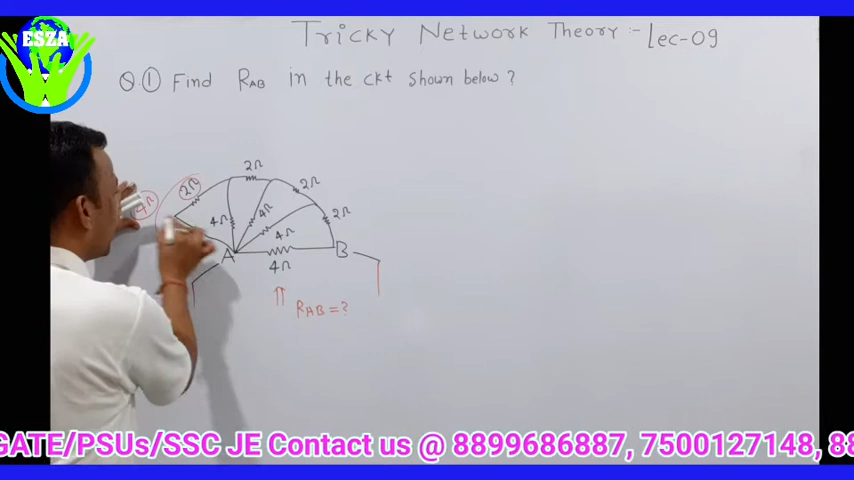 ESZA
Tricky Network Theory :- Lec-09
Q.① Find RAB in the ckt shown below ?
2Ω
2Ω
2Ω
4Ω
4Ω
4Ω
2Ω
4Ω
A
B
4Ω
RAB = ?
GATE/PSUs/SSC JE Contact us @ 8899686887, 7500127148, 88